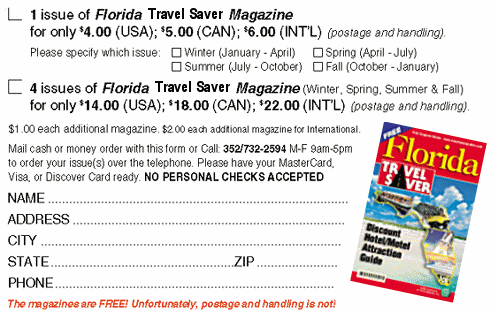 1 issue of Florida Travel Saver Magazine
for only $4.00 (USA); $5.00 (CAN); $6.00 (INT'L) (postage and handling).
Please specify which issue: Winter (January - April) Spring (April - July)
Summer (July - October) Fall (October - January)
4 issues of Florida Travel Saver Magazine (Winter, Spring, Summer & Fall)
for only $14.00 (USA); $18.00 (CAN); $22.00 (INT'L) (postage and handling).
$1.00 each additional magazine. $2.00 each additional magazine for International.
Mail cash or money order with this form or Call: 352/732-2594 M-F 9am-5pm
to order your issue(s) over the telephone. Please have your MasterCard,
Visa, or Discover Card ready. NO PERSONAL CHECKS ACCEPTED
NAME
ADDRESS
CITY
STATE ZIP
PHONE
The magazines are FREE! Unfortunately, postage and handling is not!
FREE
Florida
TRAVEL
SAVER
Discount
Hotel/Motel
Attraction
Guide